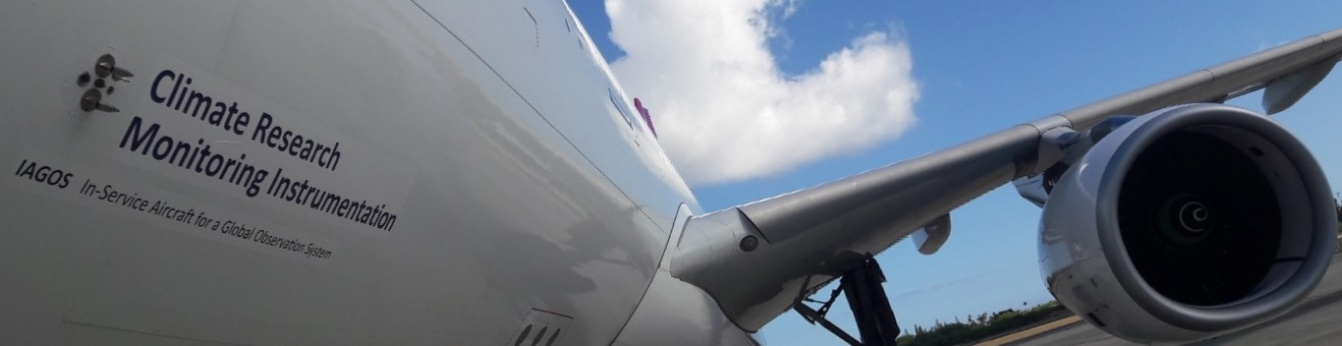 Climate Research
Monitoring Instrumentation
IAGOS In-Service Aircraft for a Global Observation System